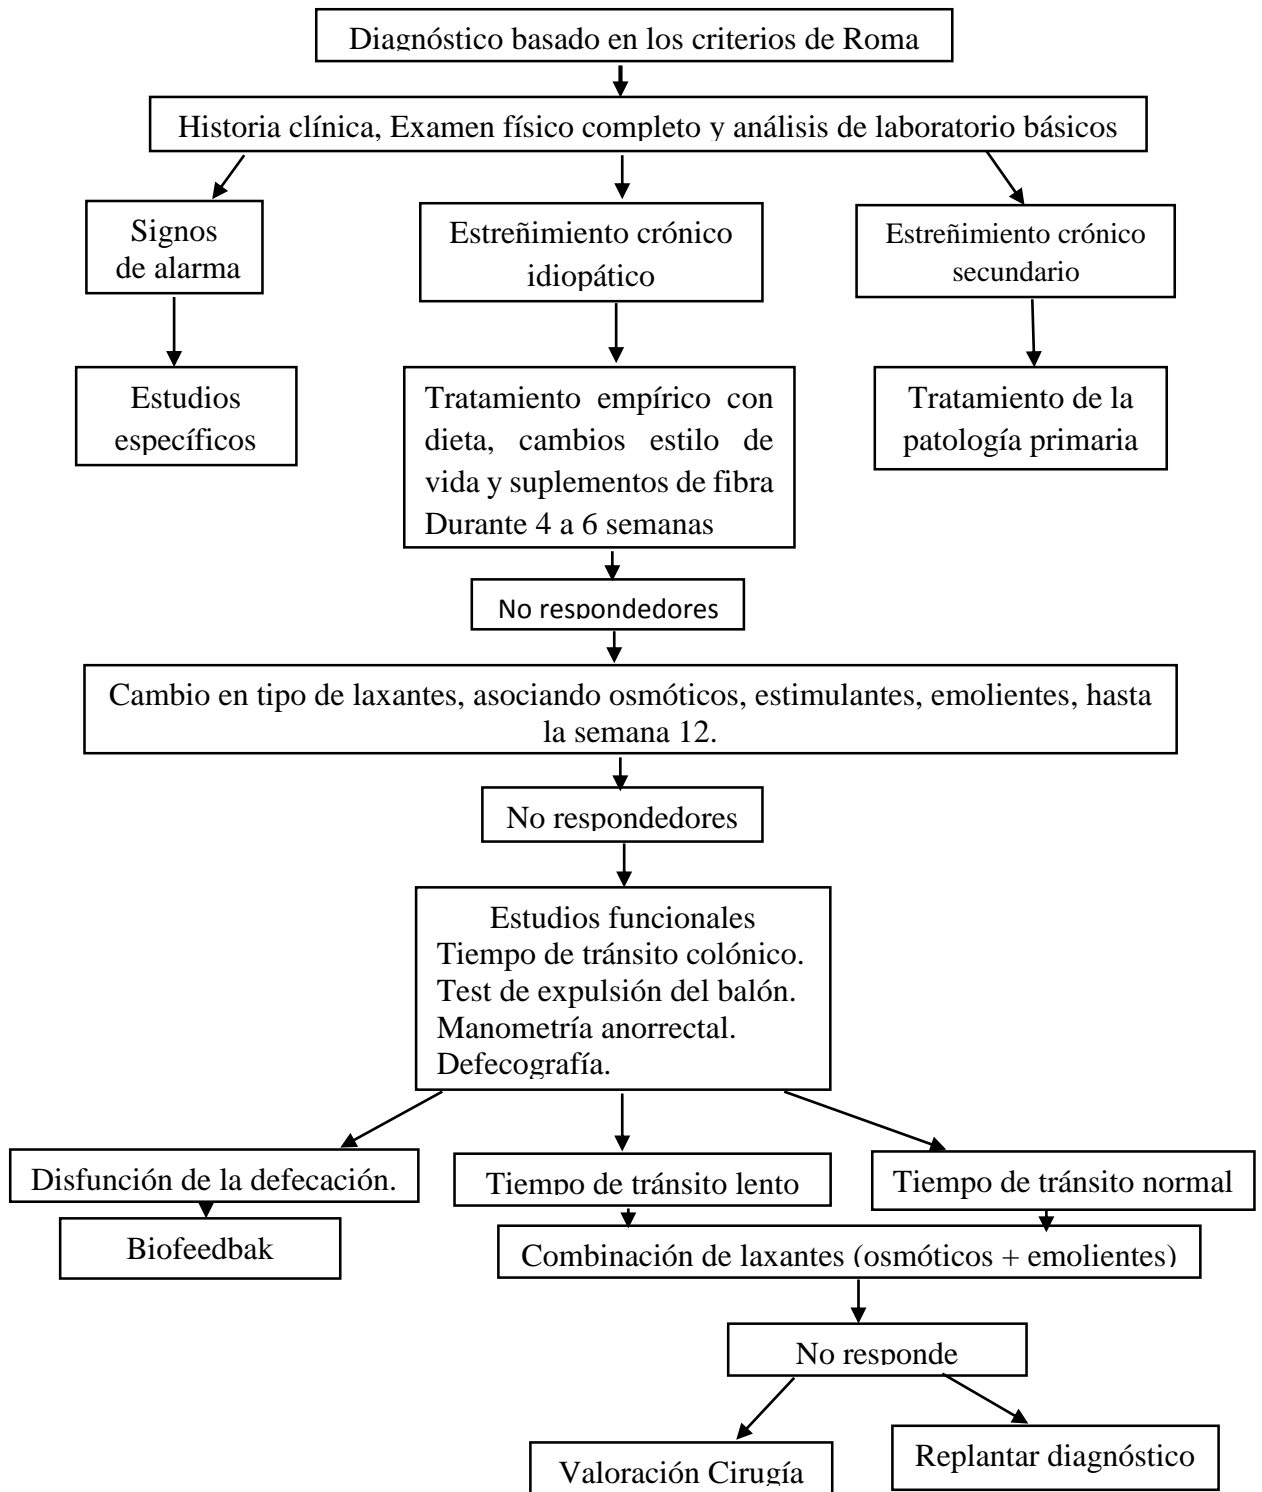 Diagnóstico basado en los criterios de Roma
Historia clínica, Examen físico completo y análisis de laboratorio básicos
Signos
de alarma
Estreñimiento crónico
idiopático
Estreñimiento crónico
secundario
Estudios
específicos
Tratamiento empírico con
dieta, cambios estilo de
vida y suplementos de fibra
Durante 4 a 6 semanas
Tratamiento de la
patología primaria
No respondedores
Cambio en tipo de laxantes, asociando osmóticos, estimulantes, emolientes, hasta
la semana 12.
No respondedores
Estudios funcionales
Tiempo de tránsito colónico.
Test de expulsión del balón.
Manometría anorrectal.
Defecografía.
Disfunción de la defecación.
Tiempo de tránsito lento
Tiempo de tránsito normal
Biofeedbak
Combinación de laxantes (osmóticos + emolientes)
No responde
Valoración Cirugía
Replantar diagnóstico